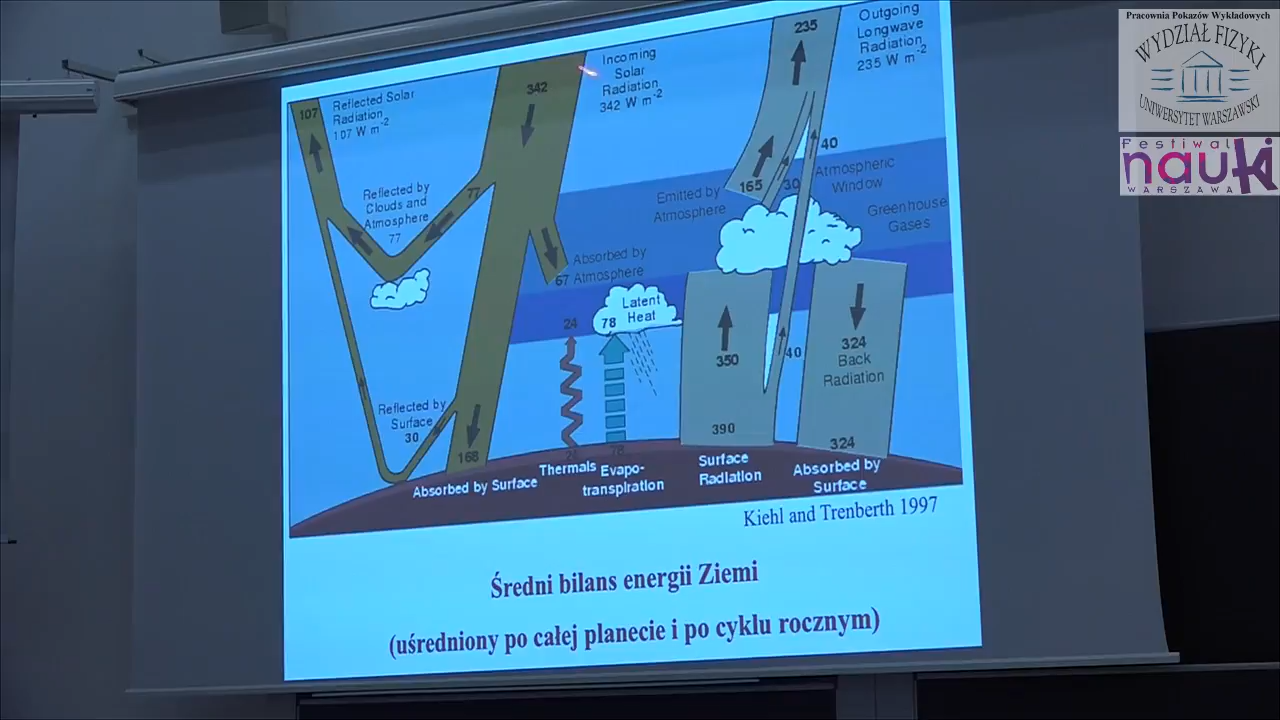 Pracownia Pokazów Wykładowych
WYDZIAŁ FIZYKI
UNIWERSYTET WARSZAWSKI
Festiwal
nauki
WARSZAWA
107
Reflected Solar
Radiation
107 W m-2
342
Incoming
Solar
Radiation
342 W m-2
235
Outgoing
Longwave
Radiation
235 W m-2
Reflected by
Clouds and
Atmosphere
77
77
67
Absorbed by
Atmosphere
Emitted by
Atmosphere
165
30
40
Atmospheric
Window
Greenhouse
Gases
24
78
Latent
Heat
350
40
324
Back
Radiation
Reflected by
Surface
30
168
24
78
390
324
Absorbed by Surface
Thermals
Evapo-
transpiration
Surface
Radiation
Absorbed by
Surface
Kiehl and Trenberth 1997
Średni bilans energii Ziemi
(uśredniony po całej planecie i po cyklu rocznym)